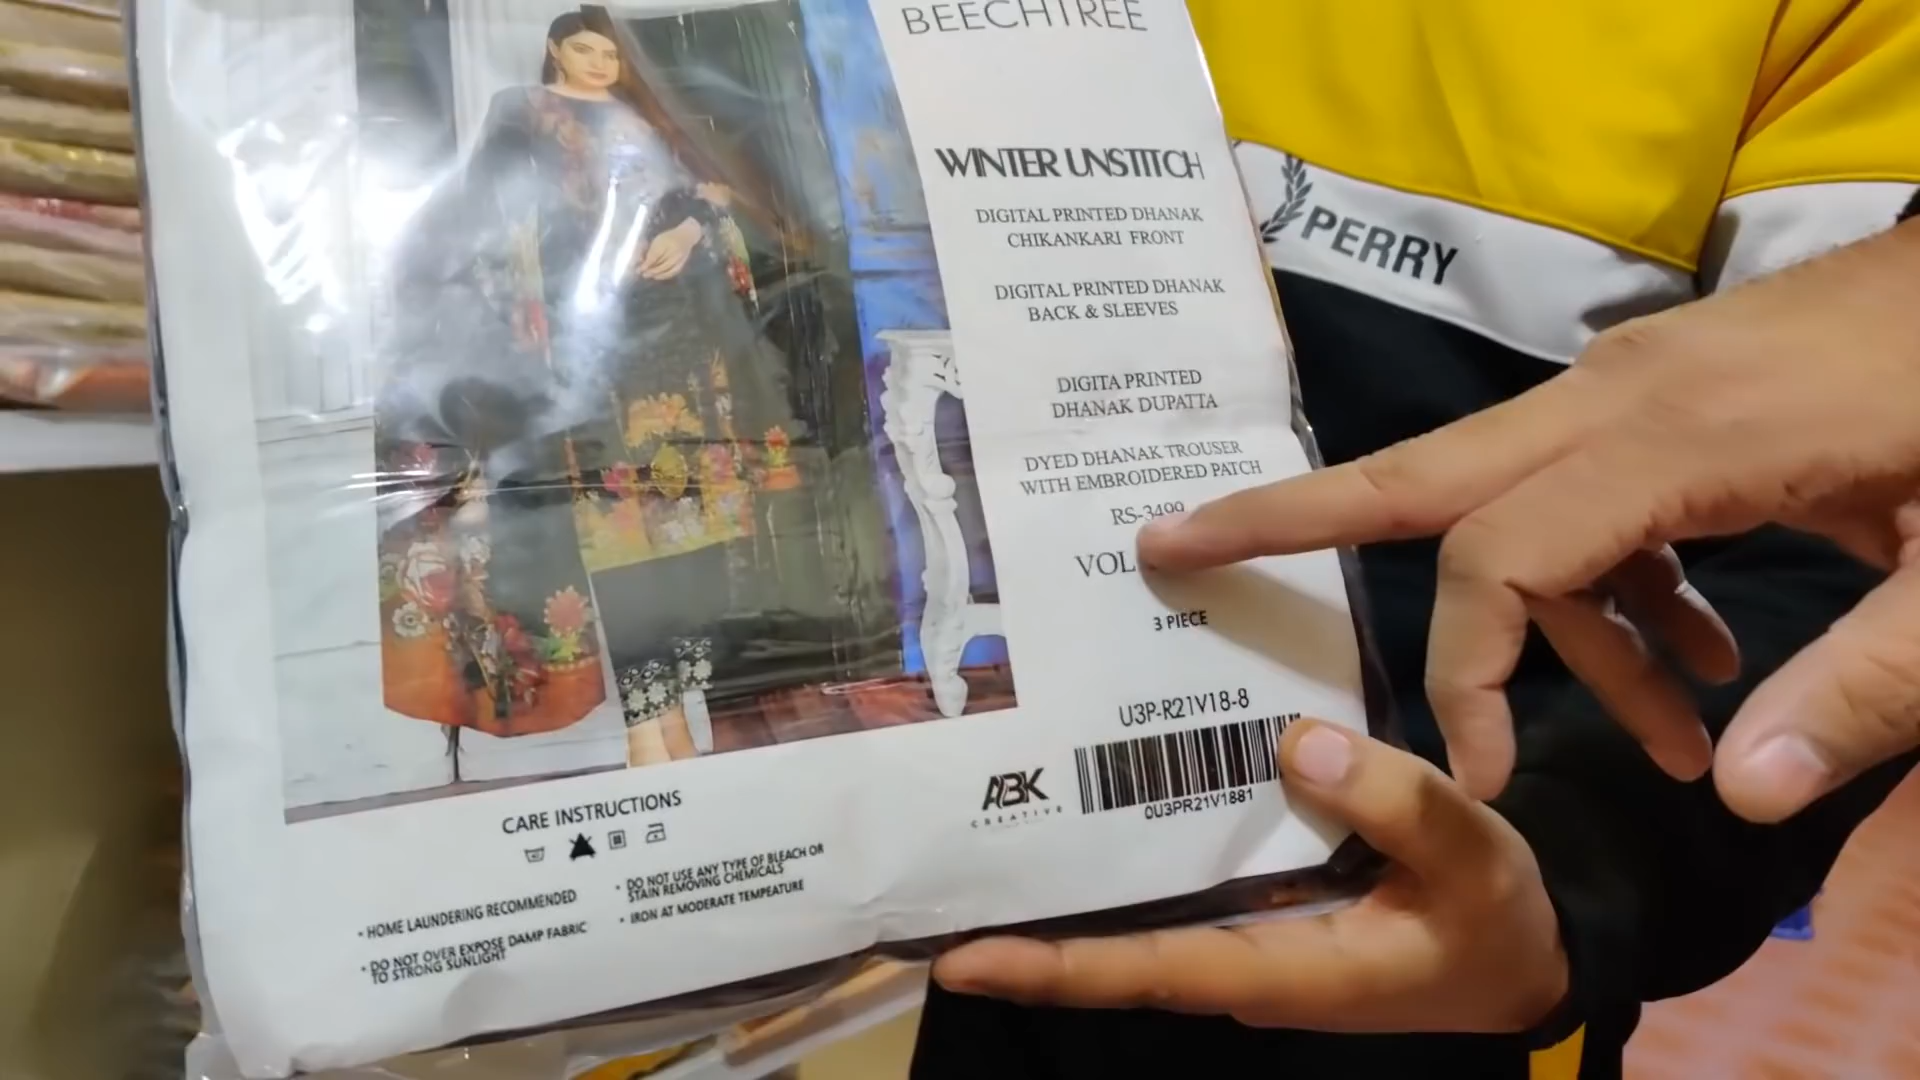 BEECHTREE
WINTER UNSTITCH
DIGITAL PRINTED DHANAK
CHIKANKARI FRONT
DIGITAL PRINTED DHANAK
BACK & SLEEVES
DIGITA PRINTED
DHANAK DUPATTA
DYED DHANAK TROUSER
WITH EMBROIDERED PATCH
RS-3499
VOL
3 PIECE
U3P-R21V18-8
0U3PR21V1881
ABK
CREATIVE
CARE INSTRUCTIONS
• HOME LAUNDERING RECOMMENDED
• DO NOT OVER EXPOSE DAMP FABRIC
TO STRONG SUNLIGHT
• DO NOT USE ANY TYPE OF BLEACH OR
STAIN REMOVING CHEMICALS
• IRON AT MODERATE TEMPEATURE
PERRY